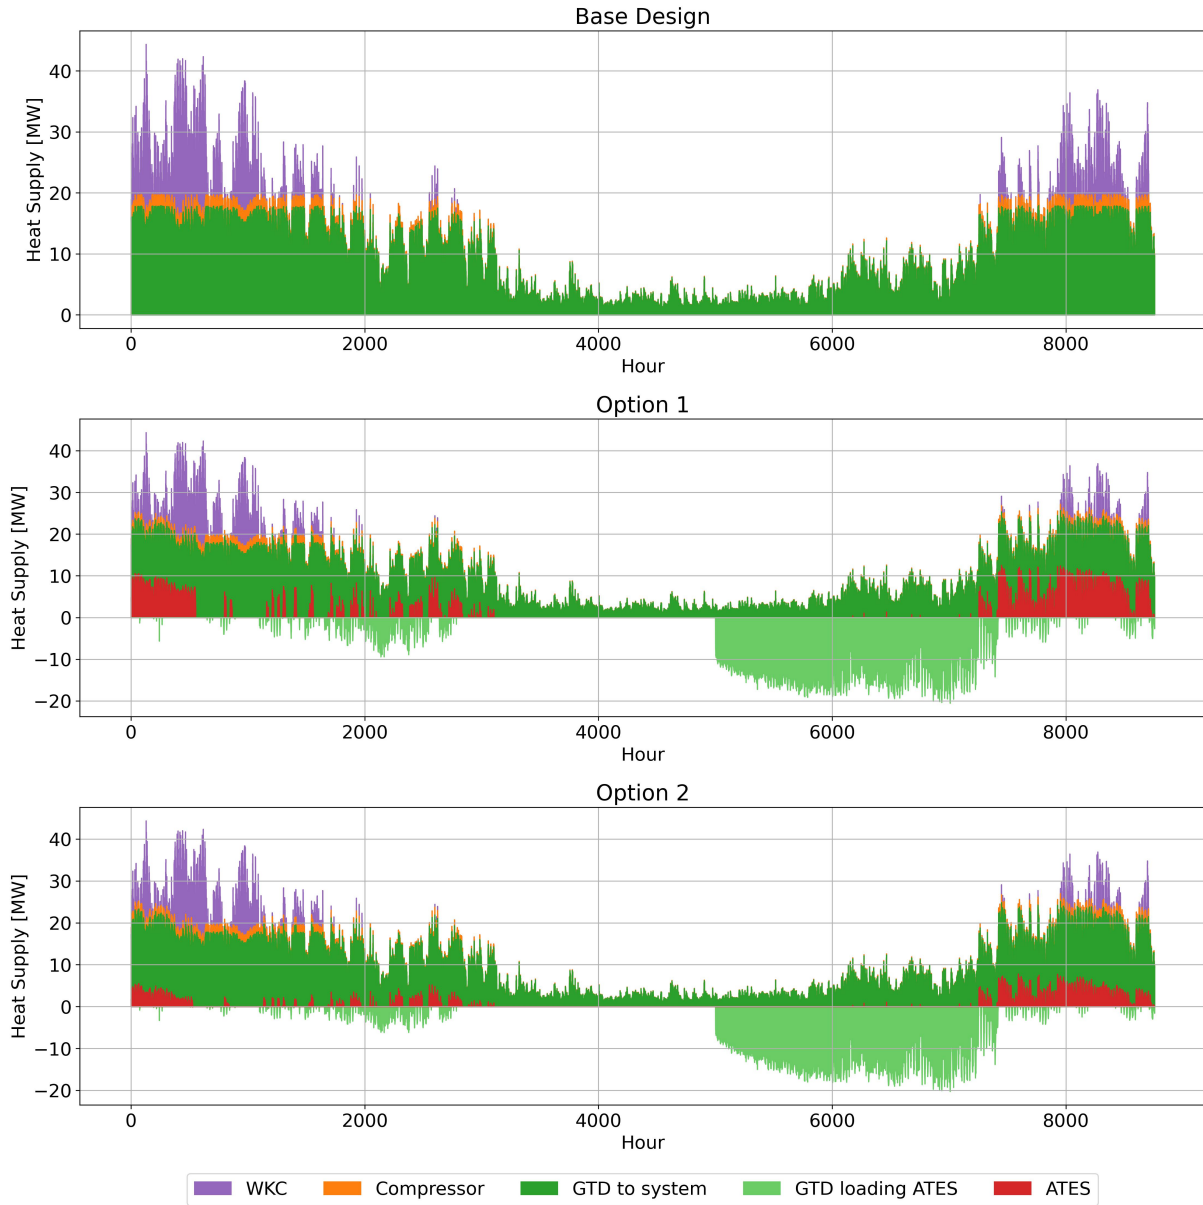 Base Design
Heat Supply [MW]
40
30
20
10
0
0 2000 4000 6000 8000
Hour
Option 1
Heat Supply [MW]
40
30
20
10
0
−10
−20
0 2000 4000 6000 8000
Hour
Option 2
Heat Supply [MW]
40
30
20
10
0
−10
−20
0 2000 4000 6000 8000
Hour
WKC Compressor GTD to system GTD loading ATES ATES